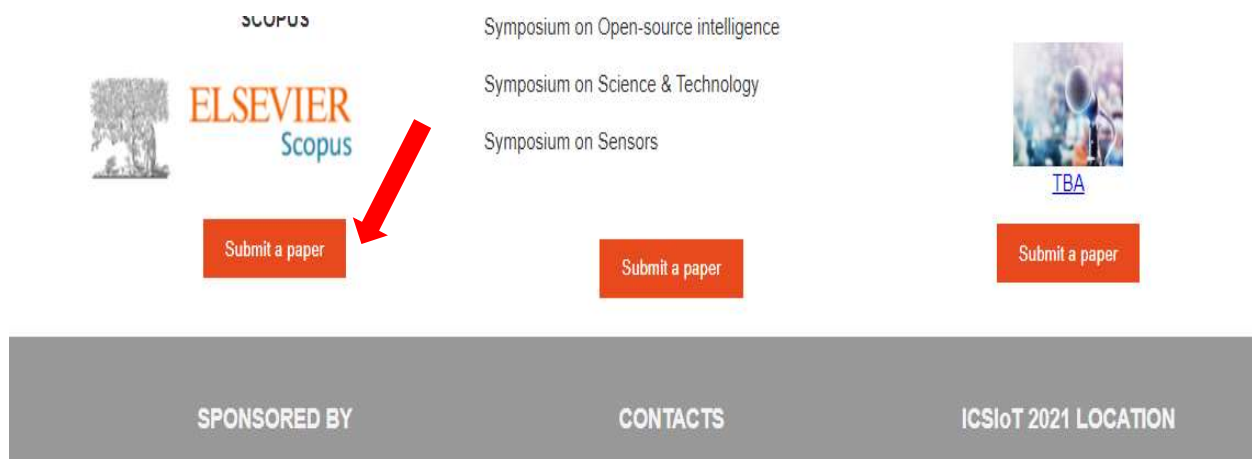 SCOPUS
ELSEVIER
Scopus
Submit a paper
Symposium on Open-source intelligence
Symposium on Science & Technology
Symposium on Sensors
Submit a paper
TBA
Submit a paper
SPONSORED BY
CONTACTS
ICSIoT 2021 LOCATION